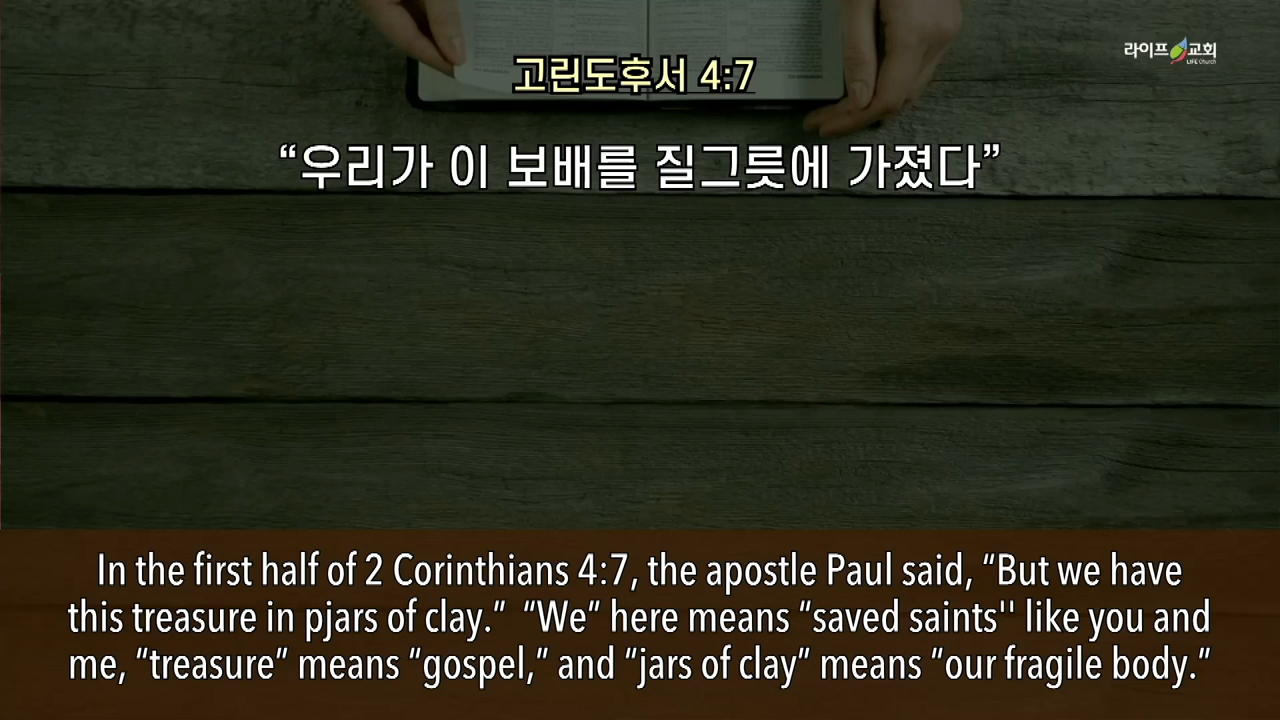 라이프교회
LIFE Church
고린도후서 4:7
“우리가 이 보배를 질그릇에 가졌다”
In the first half of 2 Corinthians 4:7, the apostle Paul said, “But we have
this treasure in pjars of clay.”  “We” here means “saved saints'' like you and
me, “treasure” means “gospel,” and “jars of clay” means “our fragile body.”